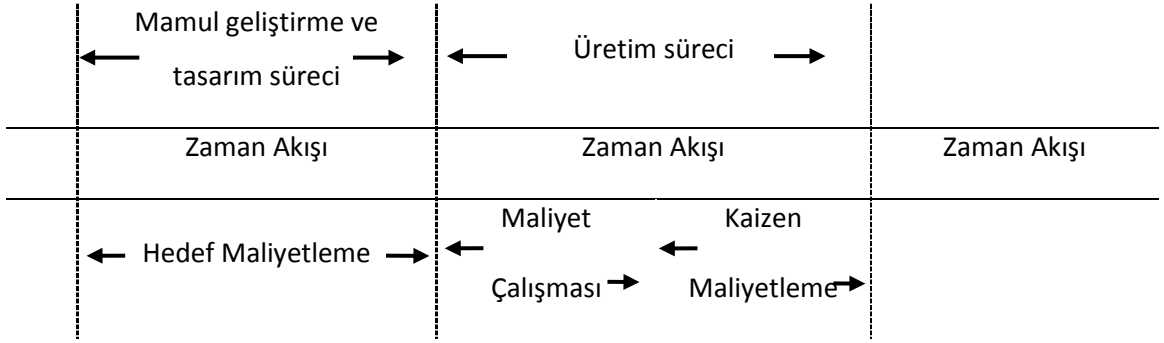 Mamul geliştirme ve
tasarım süreci
Üretim süreci
Zaman Akışı
Zaman Akışı
Zaman Akışı
Hedef Maliyetleme
Maliyet
Çalışması
Kaizen
Maliyetleme